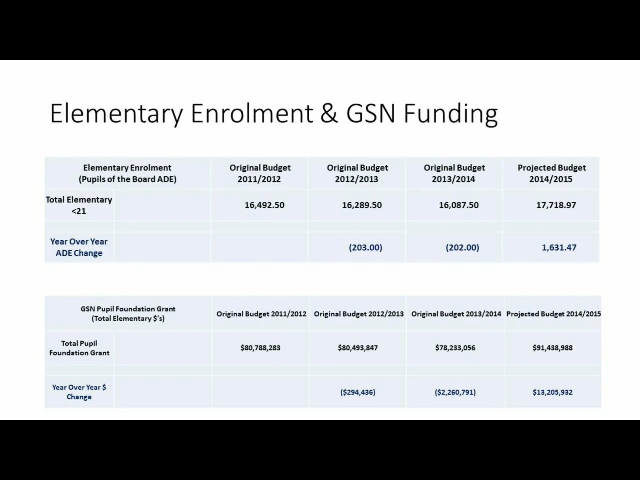 Elementary Enrolment & GSN Funding
Elementary Enrolment Original Budget Original Budget Original Budget Projected Budget
(Pupils of the Board ADE) 2011/2012 2012/2013 2013/2014 2014/2015
Total Elementary
<21 16,492.50 16,289.50 16,087.50 17,718.97
Year Over Year
ADE Change (203.00) (202.00) 1,631.47
GSN Pupil Foundation Grant
(Total Elementary $'s) Original Budget 2011/2012 Original Budget 2012/2013 Original Budget 2013/2014 Projected Budget 2014/2015
Total Pupil
Foundation Grant $80,788,283 $80,493,847 $78,233,056 $91,438,988
Year Over Year $
Change ($294,436) ($2,260,791) $13,205,932